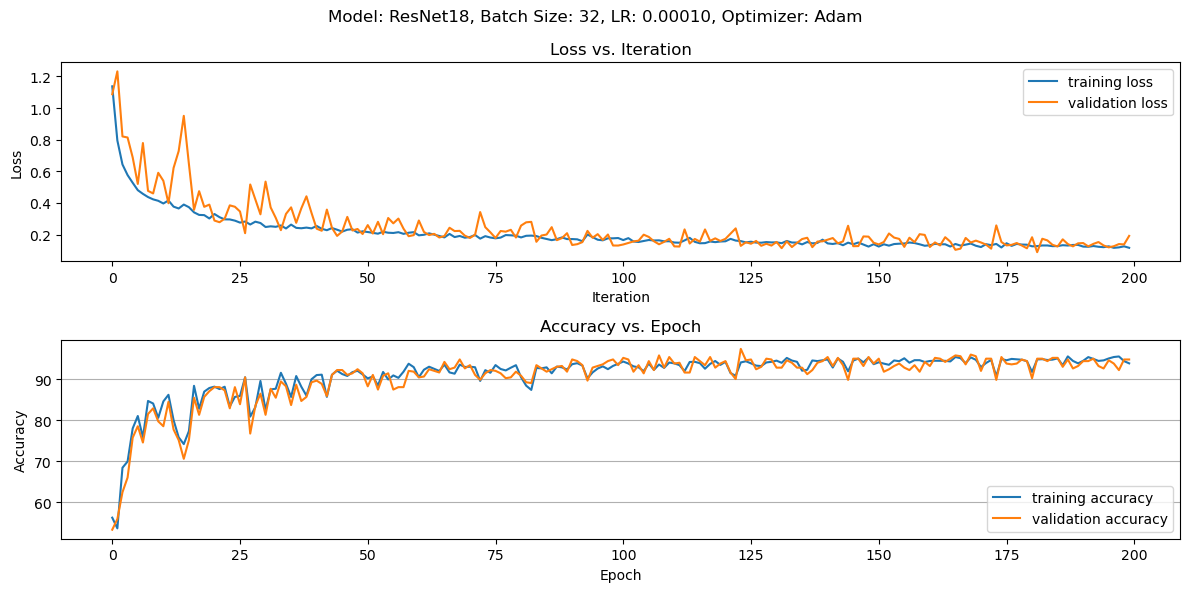 Model: ResNet18, Batch Size: 32, LR: 0.00010, Optimizer: Adam
Loss vs. Iteration
1.2
1.0
0.8
0.6
0.4
0.2
Loss
training loss
validation loss
0 25 50 75 100 125 150 175 200
Iteration
Accuracy vs. Epoch
90
80
70
60
Accuracy
training accuracy
validation accuracy
0 25 50 75 100 125 150 175 200
Epoch